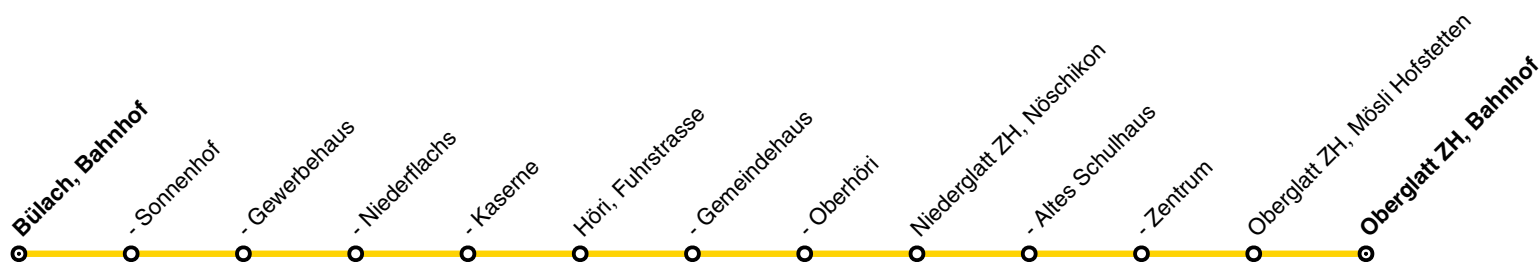 Bülach, Bahnhof
- Sonnenhof
- Gewerbehaus
- Niederflachs
- Kaserne
Höri, Fuhrstrasse
- Gemeindehaus
- Oberhöri
Niederglatt ZH, Nöschikon
- Altes Schulhaus
- Zentrum
Oberglatt ZH, Mösli Hofstetten
Oberglatt ZH, Bahnhof